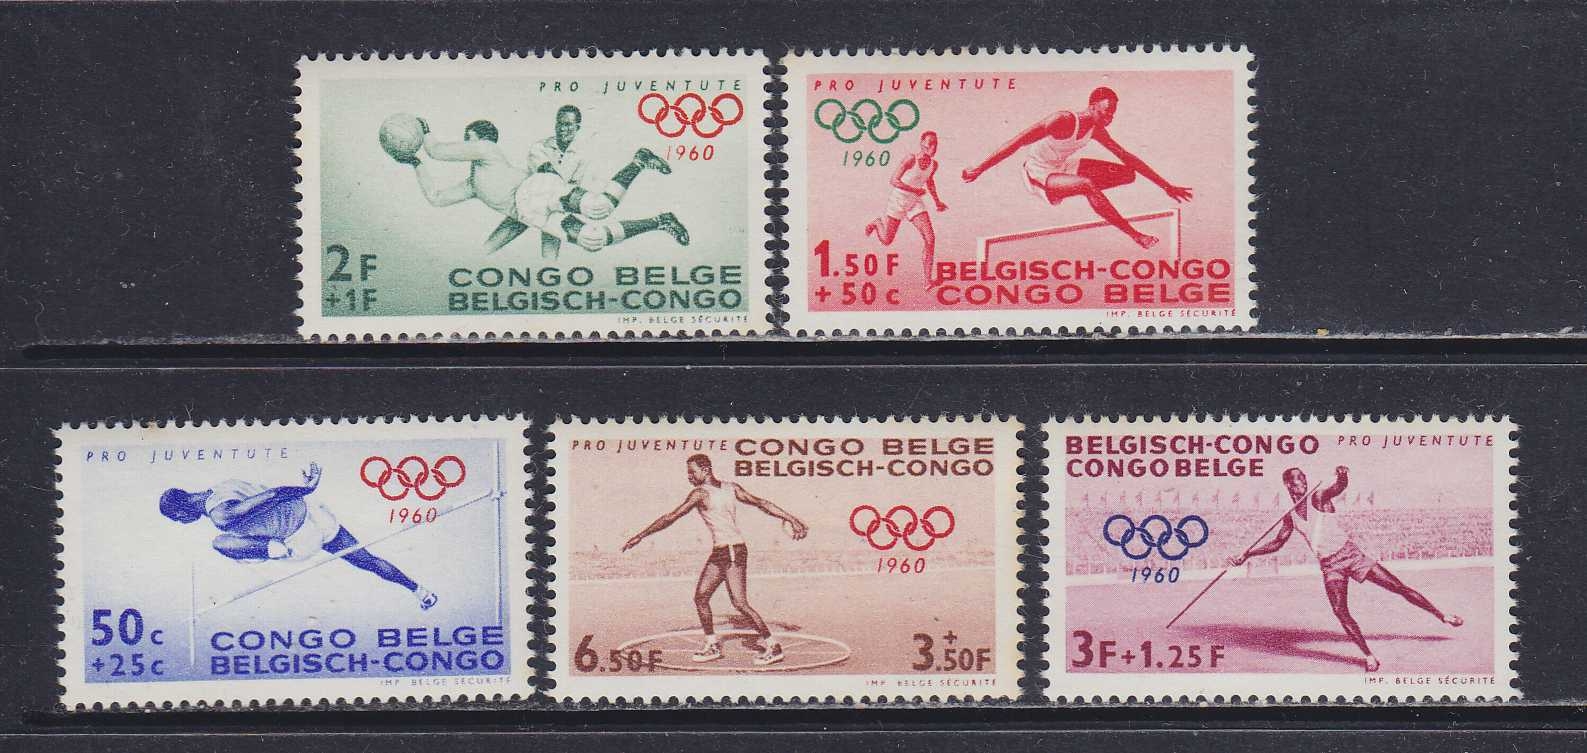 PRO JUVENTUTE
1960
2F
+1F
CONGO BELGE
BELGISCH-CONGO
IMP. BELGE SÉCURITÉ
PRO JUVENTUTE
1960
1.50F
+50c
BELGISCH-CONGO
CONGO BELGE
IMP. BELGE SÉCURITÉ
PRO JUVENTUTE
1960
50c
+25c
CONGO BELGE
BELGISCH-CONGO
IMP. BELGE SÉCURITÉ
PRO JUVENTUTE CONGO BELGE
BELGISCH-CONGO
1960
6.50F + 3.50F
IMP. BELGE SÉCURITÉ
BELGISCH-CONGO PRO JUVENTUTE
CONGO BELGE
1960
3F+1.25F
IMP. BELGE SÉCURITÉ